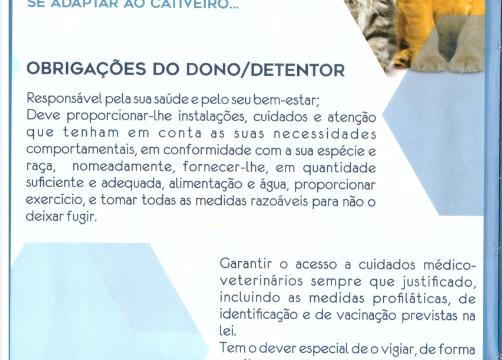 SE ADAPTAR AO CATIVEIRO...
OBRIGAÇÕES DO DONO/DETENTOR
Responsável pela sua saúde e pelo seu bem-estar;
Deve proporcionar-lhe instalações, cuidados e atenção
que tenham em conta as suas necessidades
comportamentais, em conformidade com a sua espécie e
raça, nomeadamente, fornecer-lhe, em quantidade
suficiente e adequada, alimentação e água, proporcionar
exercício, e tomar todas as medidas razoáveis para não o
deixar fugir.
Garantir o acesso a cuidados médico-
veterinários sempre que justificado,
incluindo as medidas profiláticas, de
identificação e de vacinação previstas na
lei.
Tem o dever especial de o vigiar, de forma